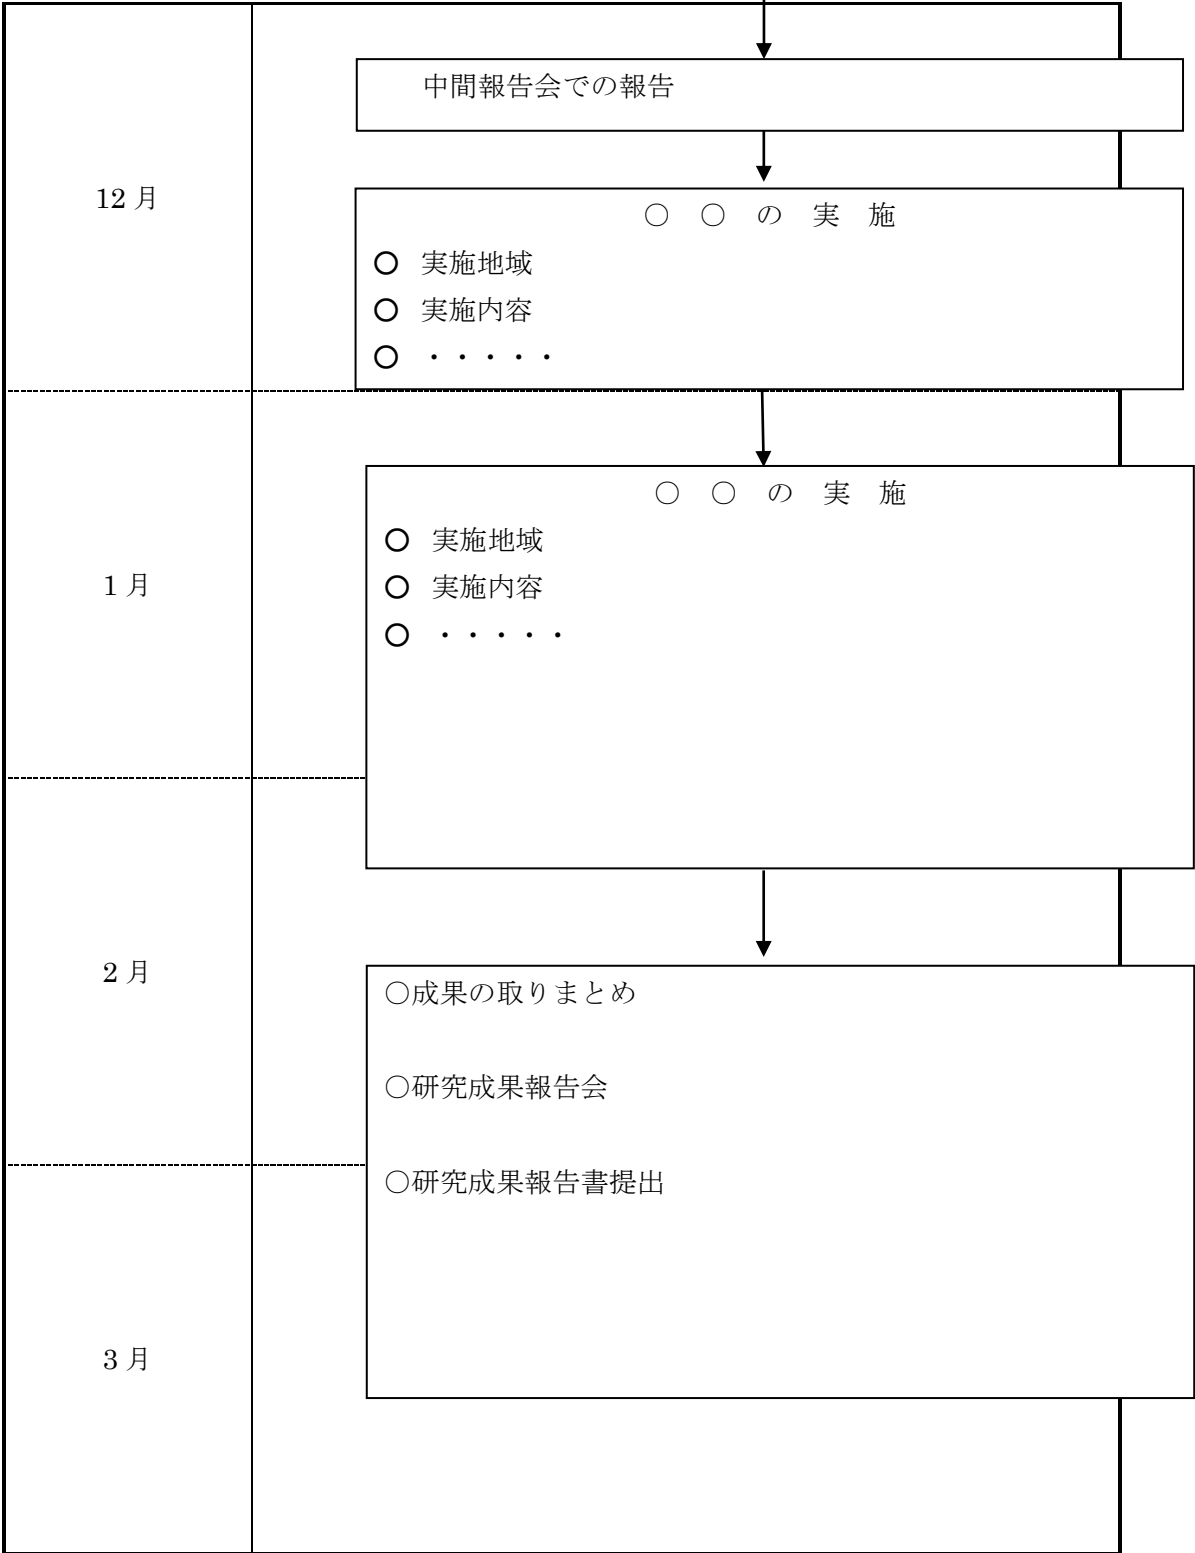 中間報告会での報告
12月
○ ○ の 実 施
○ 実施地域
○ 実施内容
○ ・・・・・
○ ○ の 実 施
○ 実施地域
○ 実施内容
○ ・・・・・
1月
2月
○成果の取りまとめ
○研究成果報告会
○研究成果報告書提出
3月